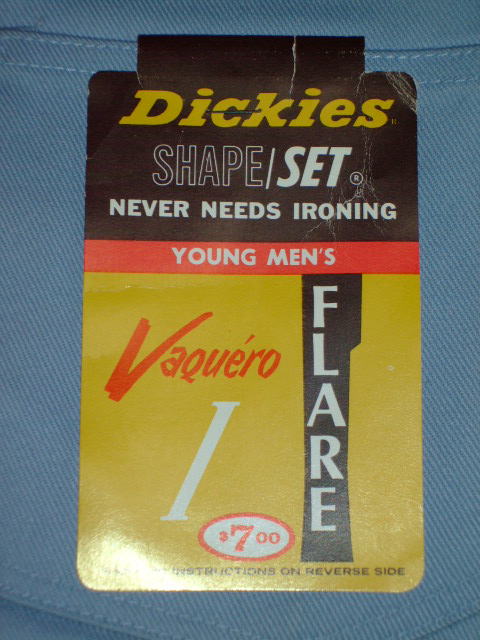 Dickies
SHAPE/SET®
NEVER NEEDS IRONING
YOUNG MEN'S
Vaquéro
I
FLARE
$7.00
INSTRUCTIONS ON REVERSE SIDE